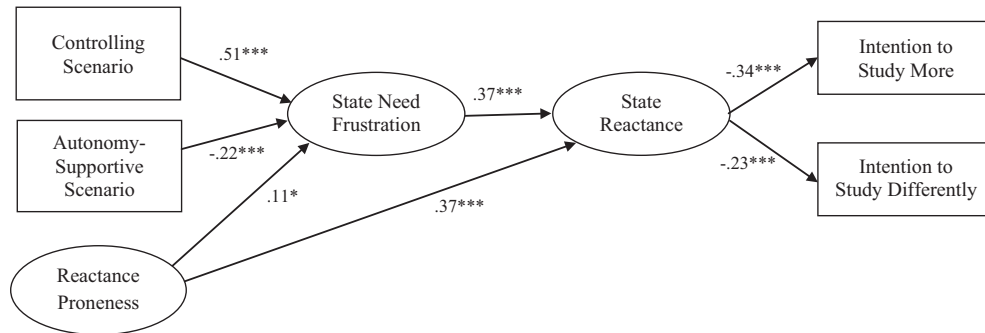 Controlling
Scenario
.51***
Autonomy-
Supportive
Scenario
-.22***
Reactance
Proneness
.11*
.37***
State Need
Frustration
.37***
State
Reactance
-.34***
-.23***
Intention to
Study More
Intention to
Study Differently